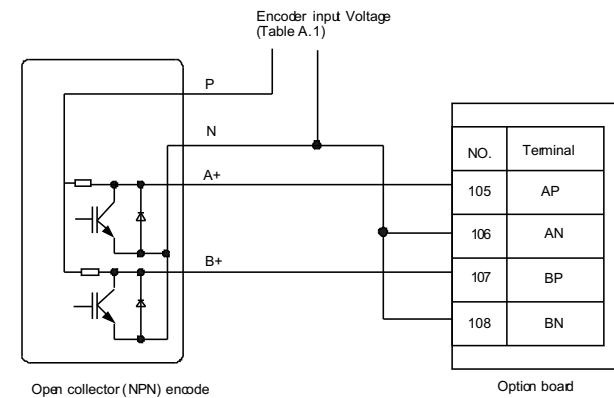 Encoder input Voltage
(Table A.1)
P
N
A+
B+
NO. Terminal
105 AP
106 AN
107 BP
108 BN
Open collector (NPN) encode
Option board